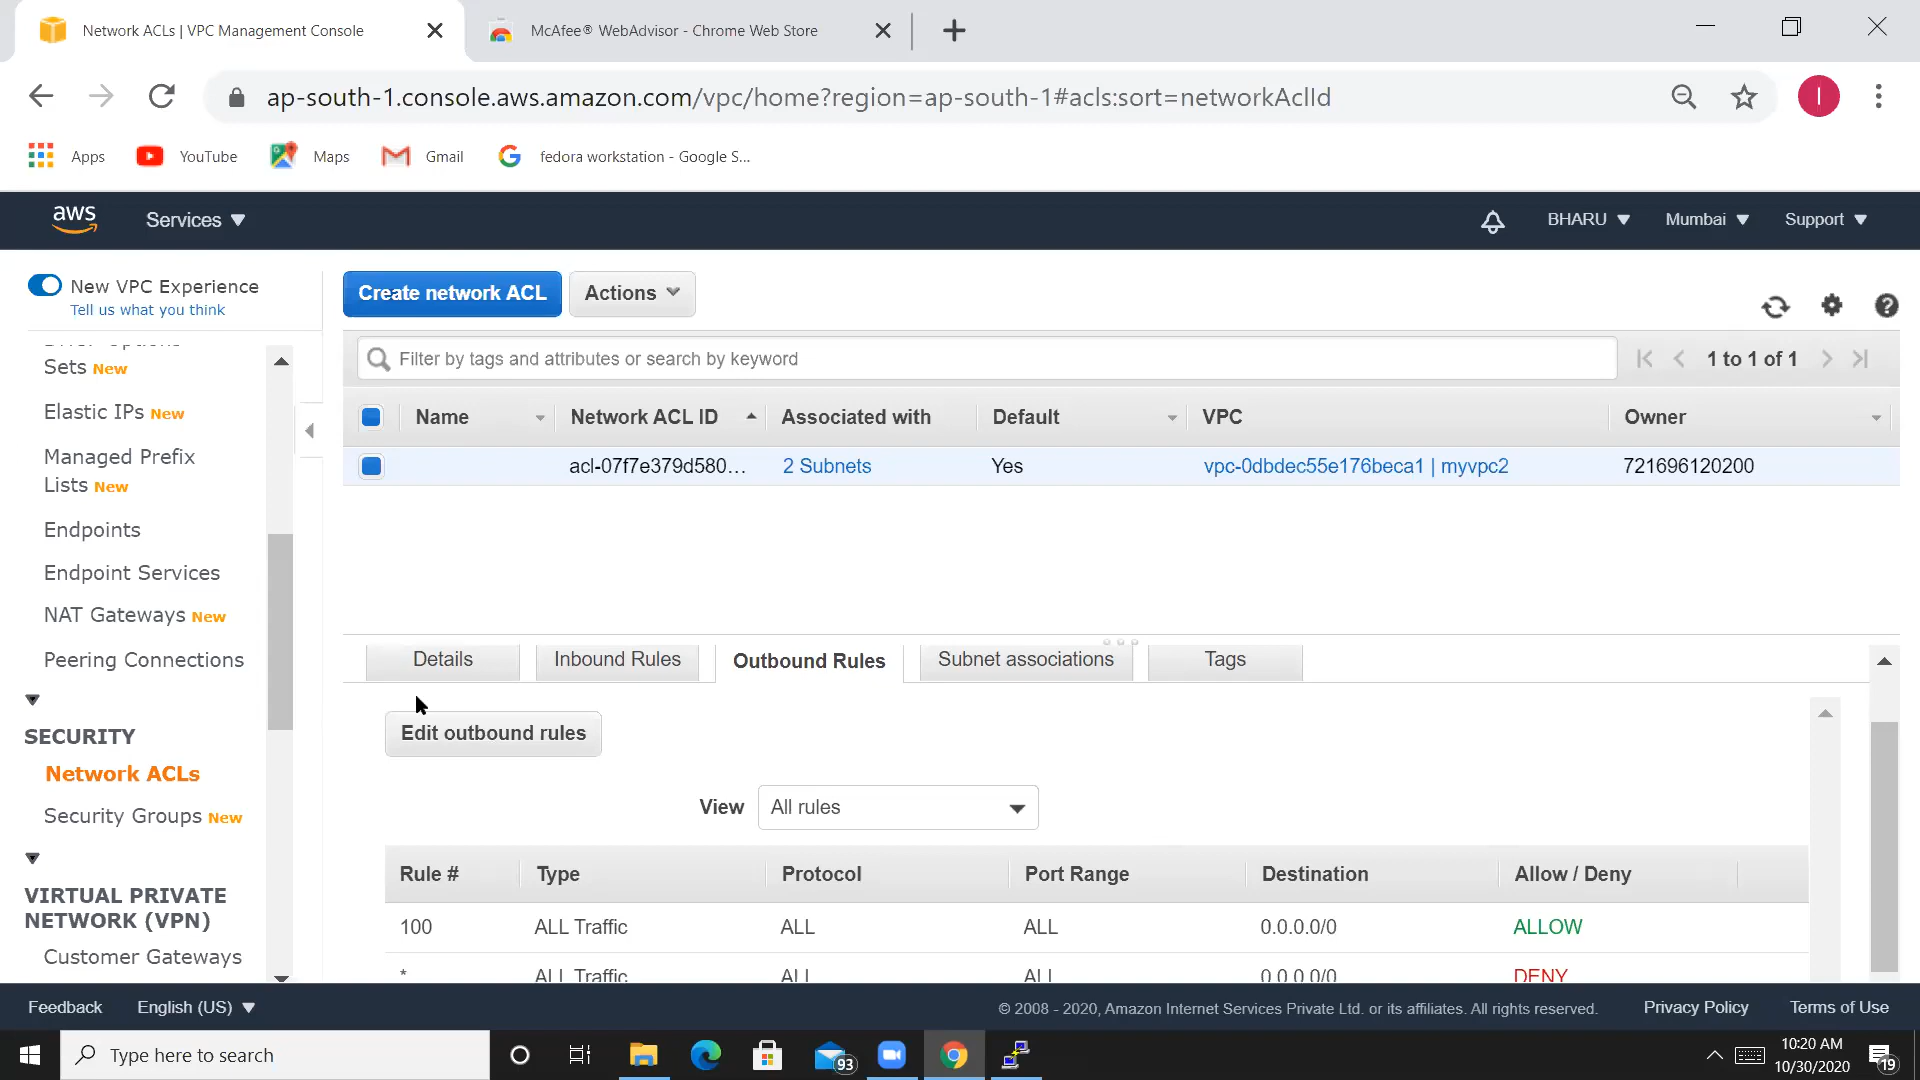 Network ACLs | VPC Management Console
McAfee® WebAdvisor - Chrome Web Store
ap-south-1.console.aws.amazon.com/vpc/home?region=ap-south-1#acls:sort=networkAclId
I
Apps
YouTube
Maps
Gmail
fedora workstation - Google S...
aws
Services
BHARU
Mumbai
Support
New VPC Experience
Tell us what you think
Sets New
Elastic IPs New
Managed Prefix
Lists New
Endpoints
Endpoint Services
NAT Gateways New
Peering Connections
SECURITY
Network ACLs
Security Groups New
VIRTUAL PRIVATE
NETWORK (VPN)
Customer Gateways
Create network ACL
Actions
Filter by tags and attributes or search by keyword
1 to 1 of 1
Name Network ACL ID Associated with Default VPC Owner
acl-07f7e379d580... 2 Subnets Yes vpc-0dbdec55e176beca1 | myvpc2 721696120200
Details Inbound Rules Outbound Rules Subnet associations Tags
Edit outbound rules
View All rules
Rule # Type Protocol Port Range Destination Allow / Deny
100 ALL Traffic ALL ALL 0.0.0.0/0 ALLOW
* ALL Traffic ALL ALL 0.0.0.0/0 DENY
Feedback
English (US)
© 2008 - 2020, Amazon Internet Services Private Ltd. or its affiliates. All rights reserved.
Privacy Policy
Terms of Use
Type here to search
93
10:20 AM
10/30/2020
19